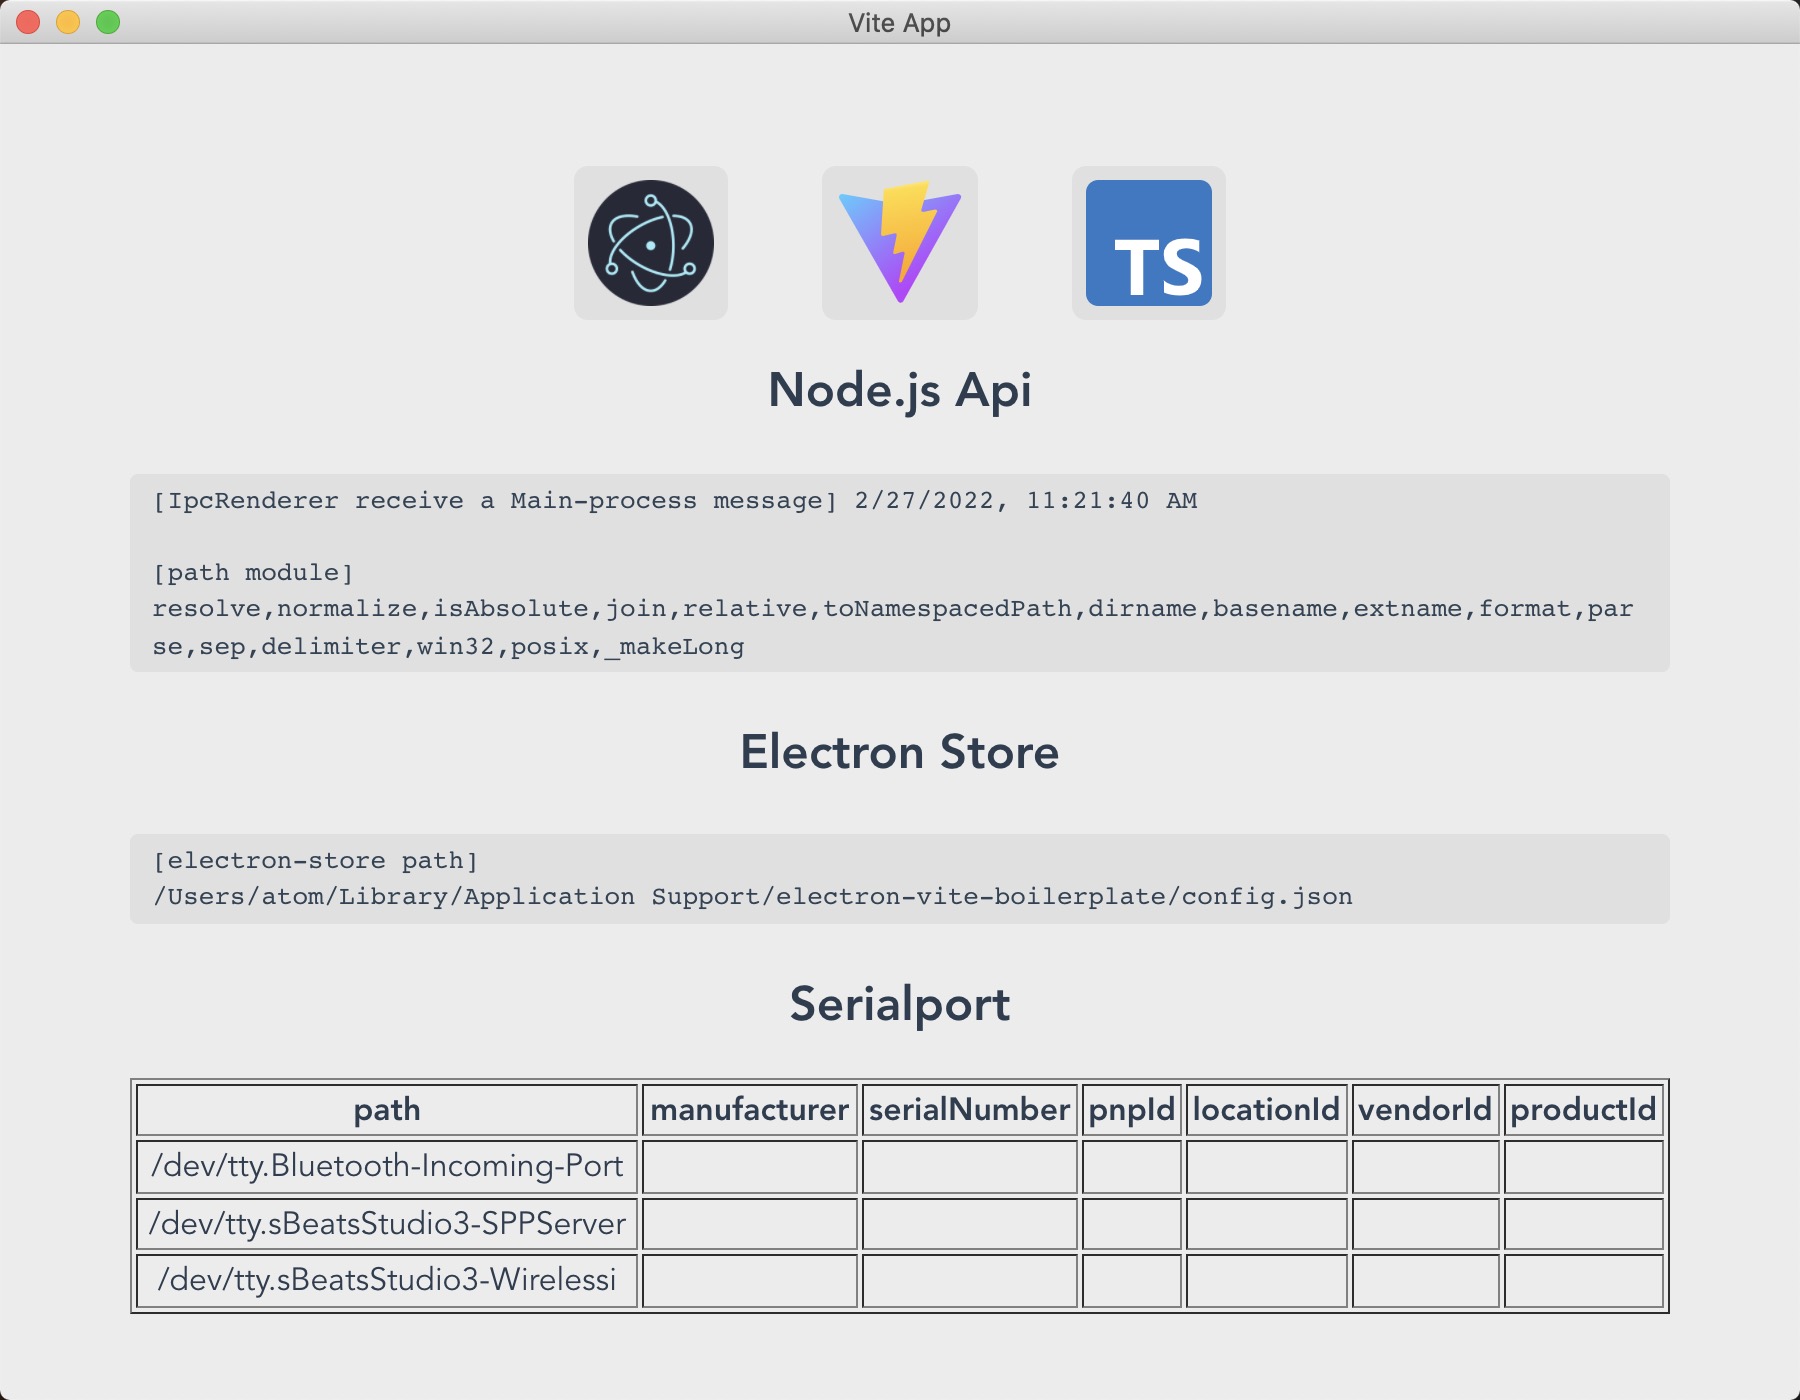 Vite App
TS
Node.js Api
[IpcRenderer receive a Main-process message] 2/27/2022, 11:21:40 AM
[path module]
resolve,normalize,isAbsolute,join,relative,toNamespacedPath,dirname,basename,extname,format,par
se,sep,delimiter,win32,posix,_makeLong
Electron Store
[electron-store path]
/Users/atom/Library/Application Support/electron-vite-boilerplate/config.json
Serialport
path manufacturer serialNumber pnpId locationId vendorId productId
/dev/tty.Bluetooth-Incoming-Port
/dev/tty.sBeatsStudio3-SPPServer
/dev/tty.sBeatsStudio3-Wirelessi